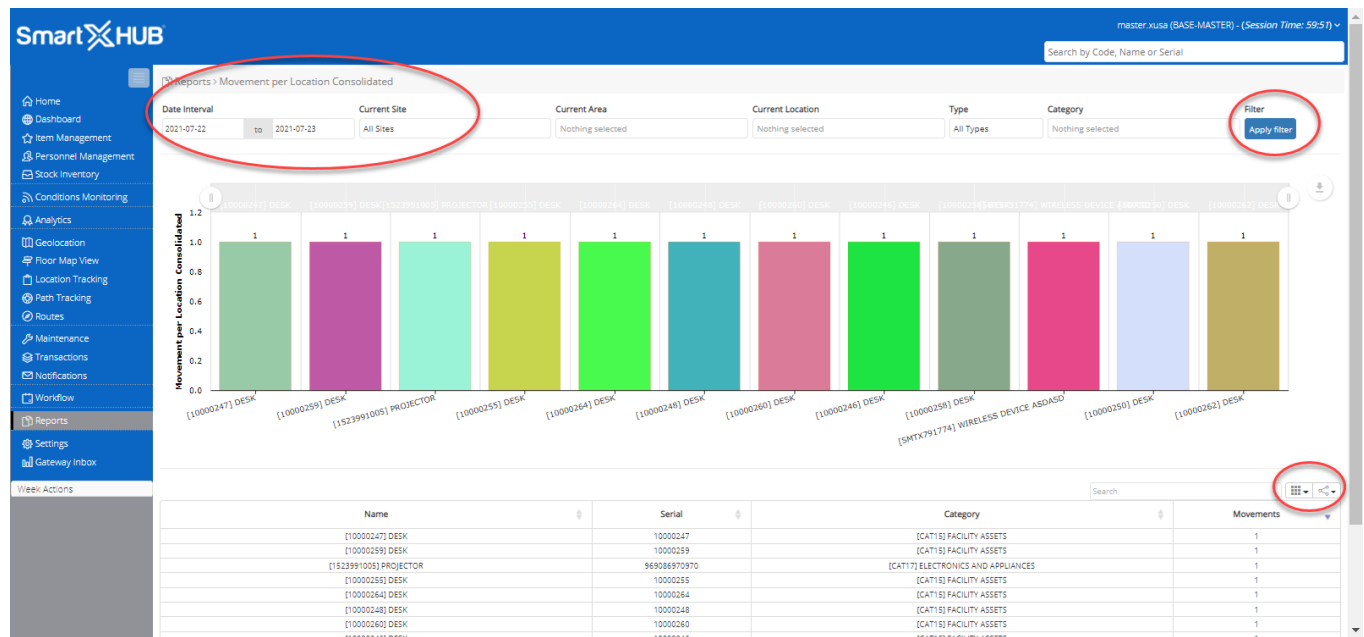 SmartXHUB
master.xusa (BASE-MASTER) - (Session Time: 59:51)
Search by Code, Name or Serial
Reports > Movement per Location Consolidated
Home
Dashboard
Item Management
Personnel Management
Stock Inventory
Conditions Monitoring
Analytics
Geolocation
Floor Map View
Location Tracking
Path Tracking
Routes
Maintenance
Transactions
Notifications
Workflow
Reports
Settings
Gateway Inbox
Week Actions
Date Interval Current Site Current Area Current Location Type Category Filter
2021-07-22 to 2021-07-23 All Sites Nothing selected Nothing selected All Types Nothing selected Apply filter
Movement per Location Consolidated
1.2
1.0
0.8
0.6
0.4
0.2
0.0
1 1 1 1 1 1 1 1 1 1 1 1
[10000247] DESK [10000259] DESK [1523991005] PROJECTOR [10000255] DESK [10000264] DESK [10000248] DESK [10000260] DESK [10000246] DESK [10000258] DESK [SMTX791774] WIRELESS DEVICE ASDASD [10000250] DESK [10000262] DESK
Search
Name Serial Category Movements
[10000247] DESK 10000247 [CAT15] FACILITY ASSETS 1
[10000259] DESK 10000259 [CAT15] FACILITY ASSETS 1
[1523991005] PROJECTOR 969086970970 [CAT17] ELECTRONICS AND APPLIANCES 1
[10000255] DESK 10000255 [CAT15] FACILITY ASSETS 1
[10000264] DESK 10000264 [CAT15] FACILITY ASSETS 1
[10000248] DESK 10000248 [CAT15] FACILITY ASSETS 1
[10000260] DESK 10000260 [CAT15] FACILITY ASSETS 1